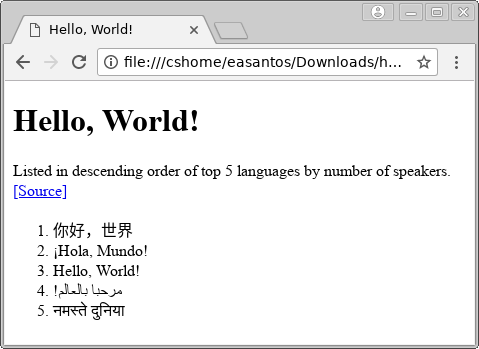 Hello, World!
file:///cshome/easantos/Downloads/h...
Hello, World!
Listed in descending order of top 5 languages by number of speakers.
[Source]
1. 你好，世界
2. ¡Hola, Mundo!
3. Hello, World!
4. مرحبا بالعالم!
5. नमस्ते दुनिया